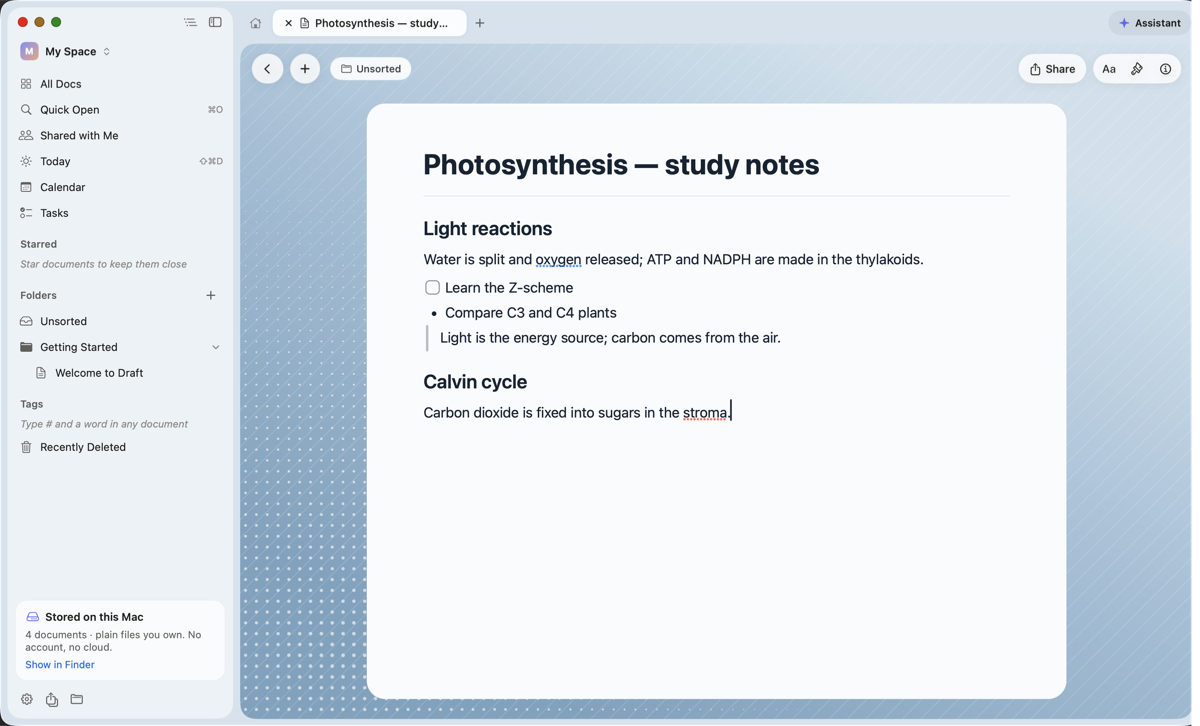 Photosynthesis — study...
Assistant
M My Space
All Docs
Quick Open ⌘O
Shared with Me
Today ⇧⌘D
Calendar
Tasks
Starred
Star documents to keep them close
Folders
Unsorted
Getting Started
Welcome to Draft
Tags
Type # and a word in any document
Recently Deleted
Stored on this Mac
4 documents · plain files you own. No
account, no cloud.
Show in Finder
Unsorted
Share
Aa
Photosynthesis — study notes
Light reactions
Water is split and oxygen released; ATP and NADPH are made in the thylakoids.
Learn the Z-scheme
• Compare C3 and C4 plants
Light is the energy source; carbon comes from the air.
Calvin cycle
Carbon dioxide is fixed into sugars in the stroma.